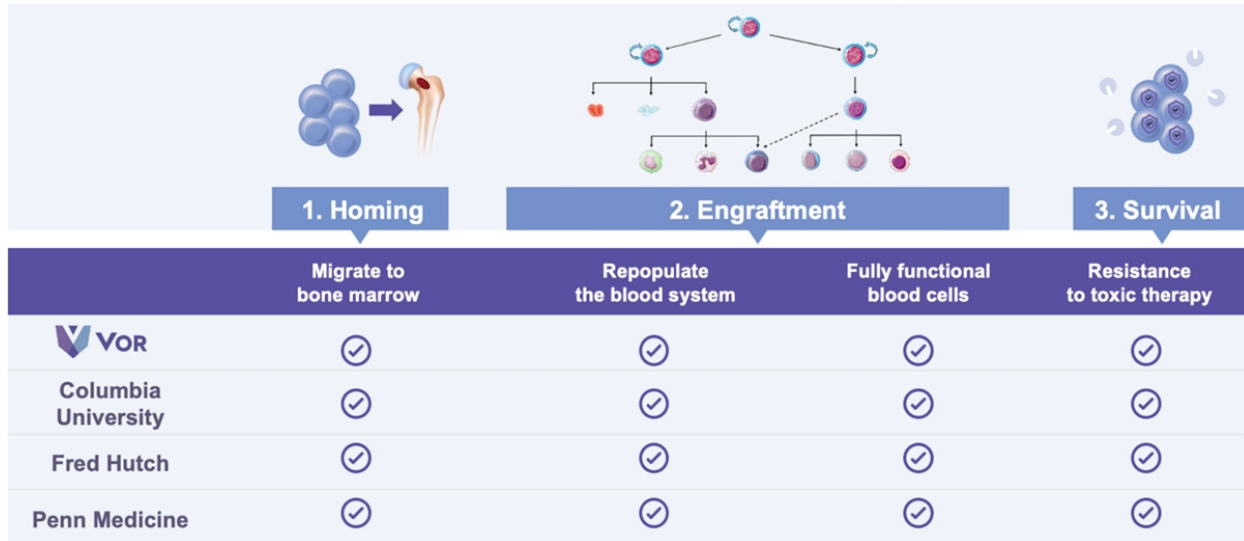 1. Homing
2. Engraftment
3. Survival
Migrate to
bone marrow
Repopulate
the blood system
Fully functional
blood cells
Resistance
to toxic therapy
VOR
Columbia
University
Fred Hutch
Penn Medicine